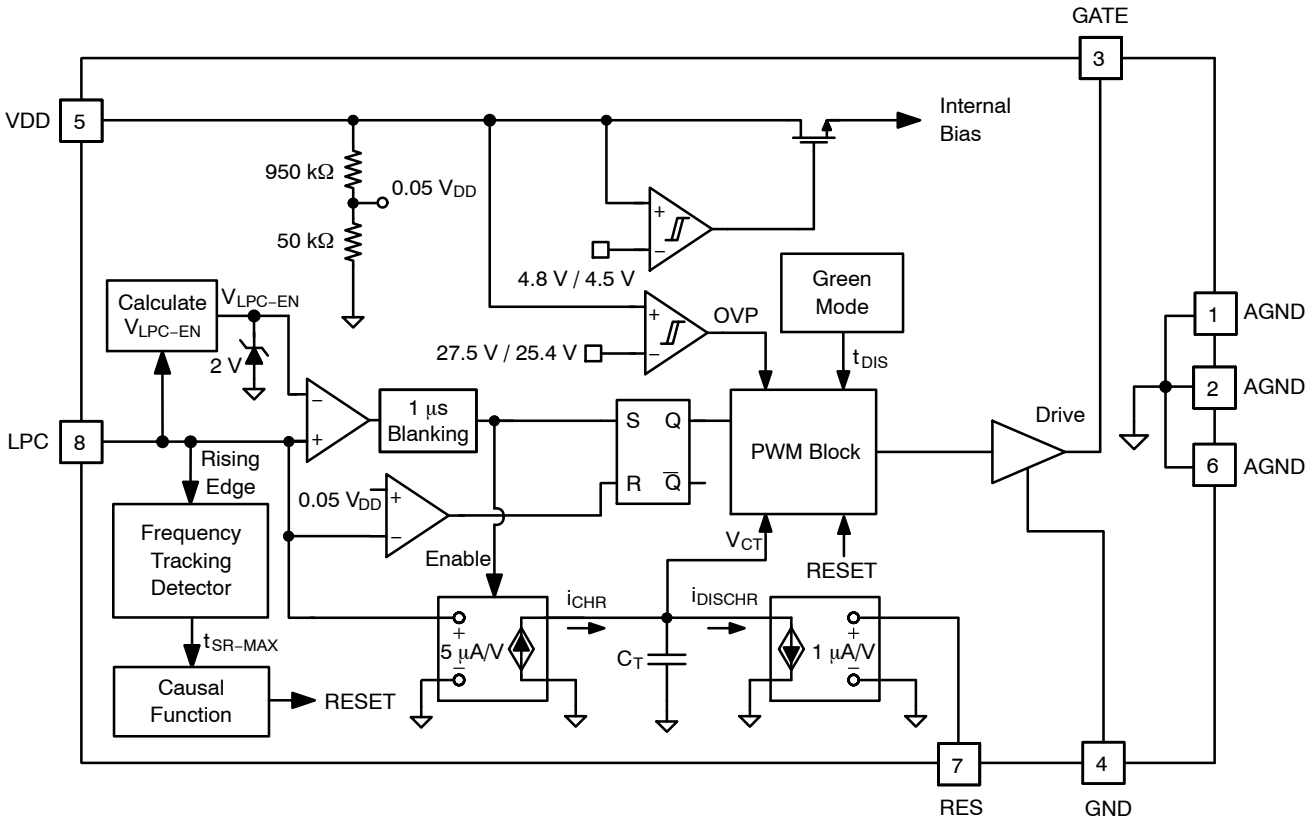 GATE
3
VDD
5
Internal
Bias
950 kΩ
0.05 VDD
50 kΩ
+
−
4.8 V / 4.5 V
Green
Mode
Calculate
VLPC−EN
VLPC−EN
2 V
+
−
OVP
27.5 V / 25.4 V
tDIS
1
AGND
2
AGND
6
AGND
LPC
8
−
+
1 μs
Blanking
S
Q
R
Q̅
PWM Block
Drive
Rising
Edge
0.05 VDD
+
−
Frequency
Tracking
Detector
Enable
VCT
RESET
iCHR
iDISCHR
tSR−MAX
+
5 μA/V
−
CT
+
1 μA/V
−
Causal
Function
RESET
7
RES
4
GND